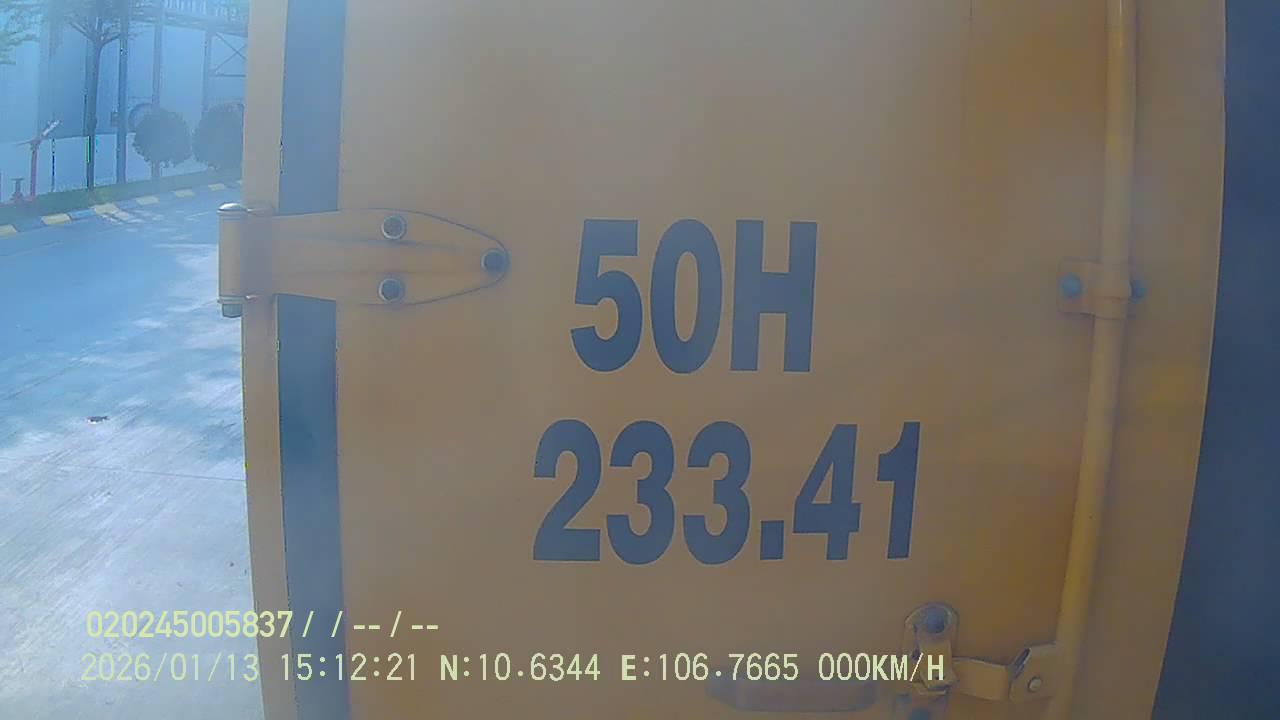 50H
233.41
020245005837 / / -- / --
2026/01/13 15:12:21 N:10.6344 E:106.7665 000KM/H